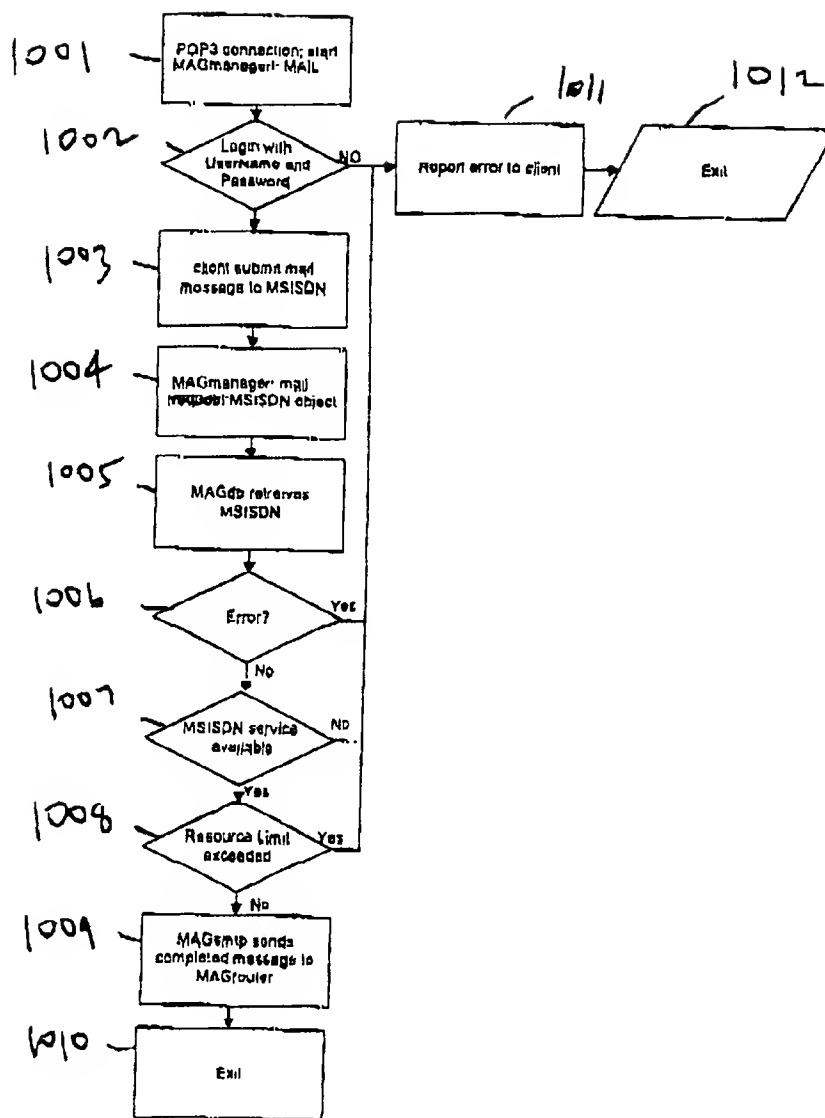 1001
POP3 connection; start
MAGmanager- MAIL
1002
Login with
UserName and
Password
NO
1011
Report error to client
1012
Exit
1003
client submit mail
message to MSISDN
1004
MAGmanager- mail
MSISDN object
1005
MAGdb retrieves
MSISDN
1006
Error?
Yes
No
1007
MSISDN service
available
No
Yes
1008
Resource Limit
exceeded
Yes
No
1009
MAGsmtp sends
completed message to
MAGrouter
1010
Exit